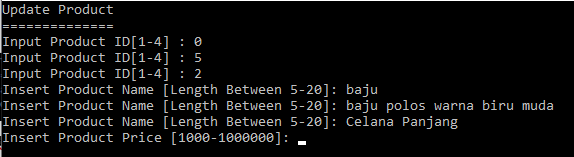 Update Product
==============
Input Product ID[1-4] : 0
Input Product ID[1-4] : 5
Input Product ID[1-4] : 2
Insert Product Name [Length Between 5-20]: baju
Insert Product Name [Length Between 5-20]: baju polos warna biru muda
Insert Product Name [Length Between 5-20]: Celana Panjang
Insert Product Price [1000-1000000]: